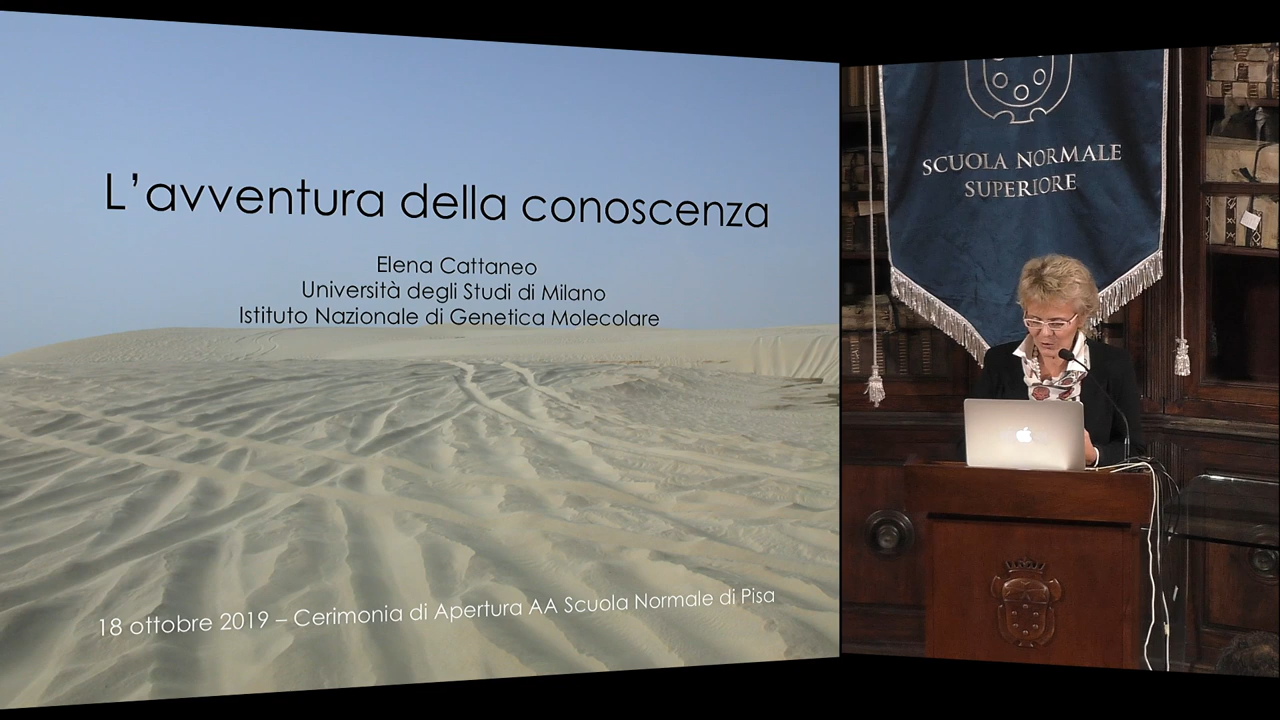 L'avventura della conoscenza
Elena Cattaneo
Università degli Studi di Milano
Istituto Nazionale di Genetica Molecolare
18 ottobre 2019 – Cerimonia di Apertura AA Scuola Normale di Pisa
SCUOLA NORMALE
SUPERIORE